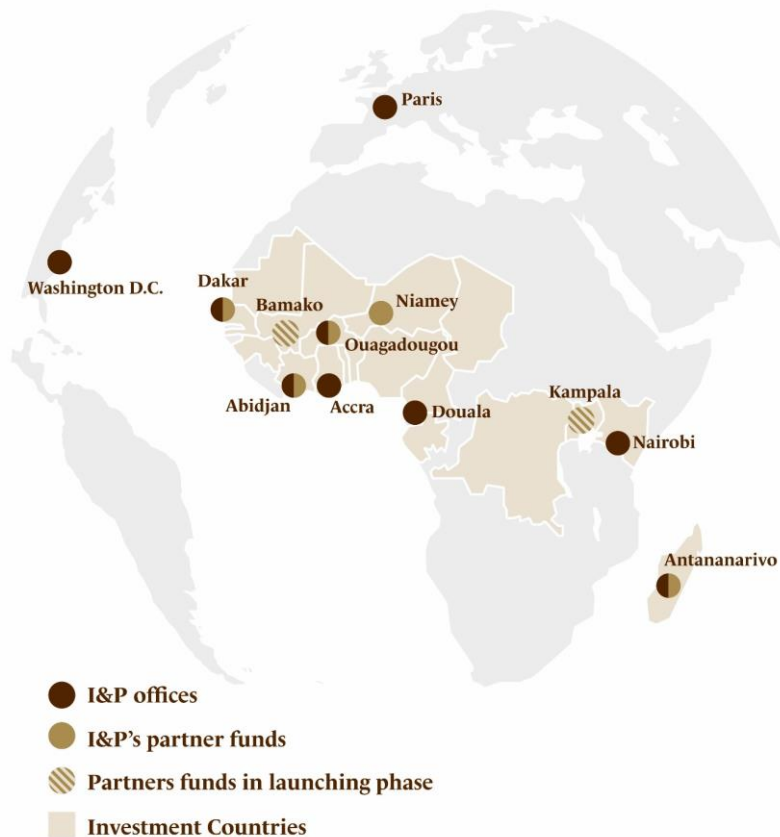 Paris
Washington D.C.
Dakar
Bamako
Niamey
Ouagadougou
Abidjan
Accra
Douala
Kampala
Nairobi
Antananarivo
I&P offices
I&P's partner funds
Partners funds in launching phase
Investment Countries